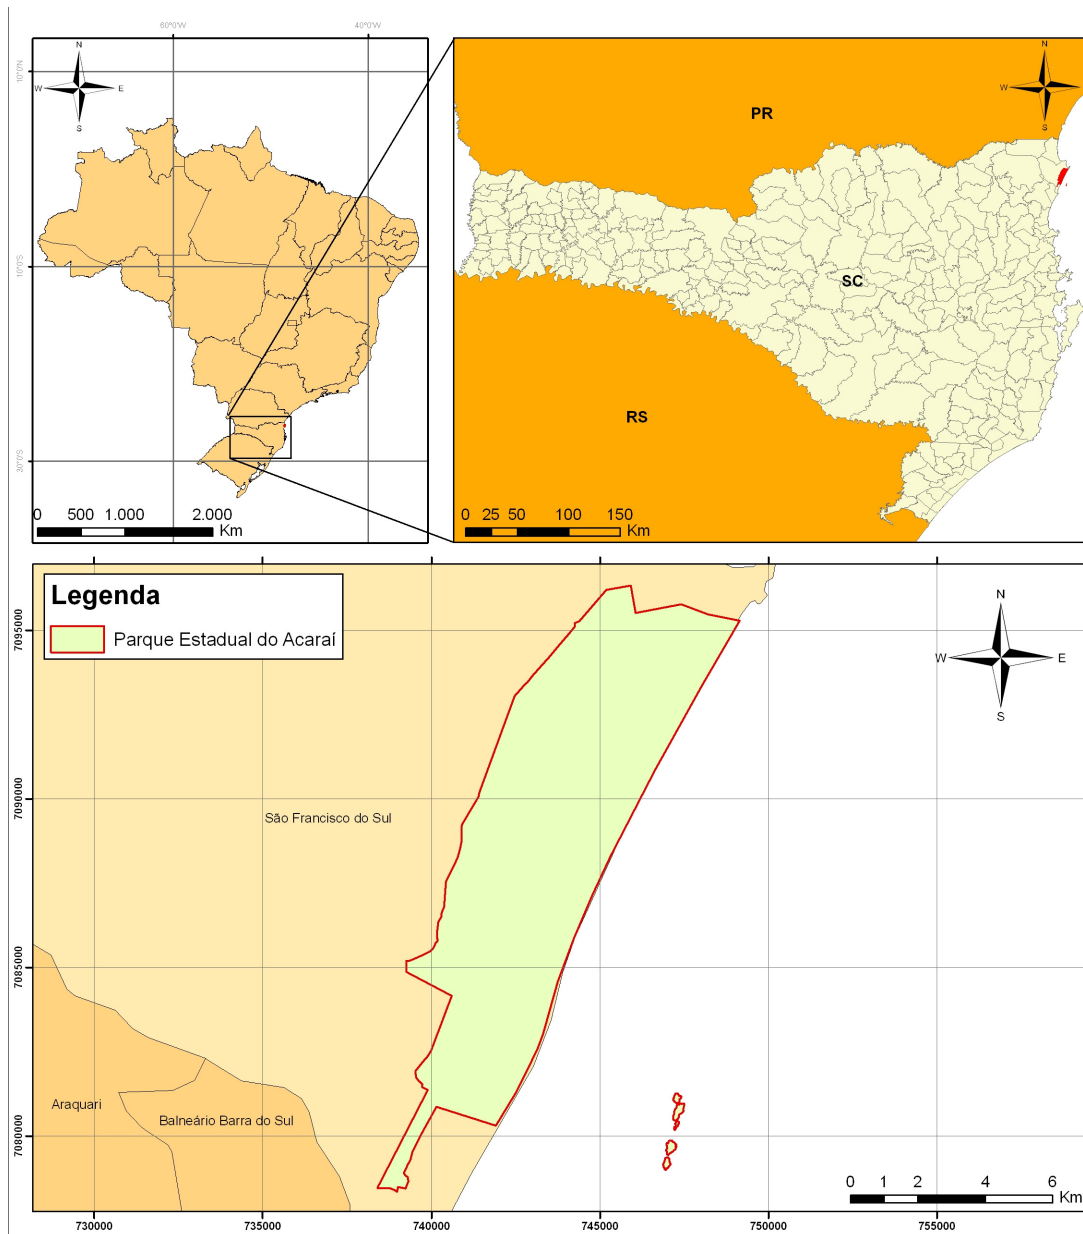 60°0'W 40°0'W
10°0'N
10°0'S
30°0'S
N
W E
S
0 500 1.000 2.000
Km
N
W E
S
PR
SC
RS
0 25 50 100 150
Km
Legenda
Parque Estadual do Acaraí
N
W E
S
São Francisco do Sul
Araquari
Balneário Barra do Sul
7095000
7090000
7085000
7080000
0 1 2 4 6
Km
730000 735000 740000 745000 750000 755000